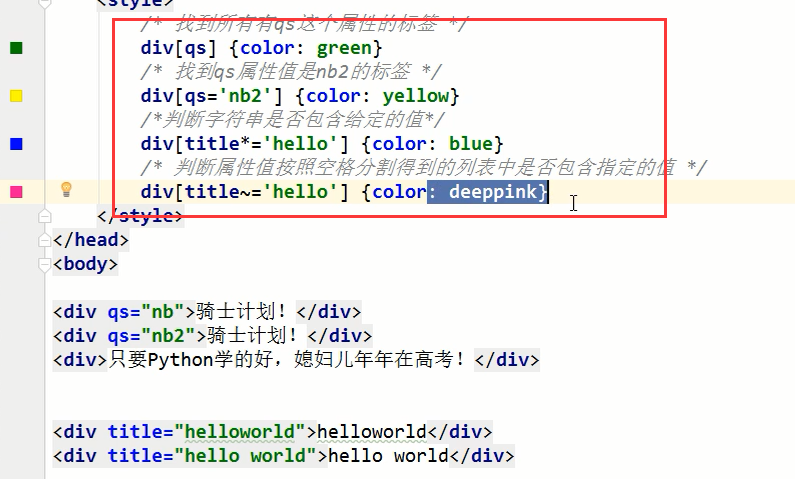 <style>
/* 找到所有有qs这个属性的标签 */
div[qs] {color: green}
/* 找到qs属性值是nb2的标签 */
div[qs='nb2'] {color: yellow}
/*判断字符串是否包含给定的值*/
div[title*='hello'] {color: blue}
/* 判断属性值按照空格分割得到的列表中是否包含指定的值 */
div[title~='hello'] {color: deeppink}
</style>
</head>
<body>
<div qs="nb">骑士计划！</div>
<div qs="nb2">骑士计划！</div>
<div>只要Python学的好，媳妇儿年年在高考！</div>
<div title="helloworld">helloworld</div>
<div title="hello world">hello world</div>